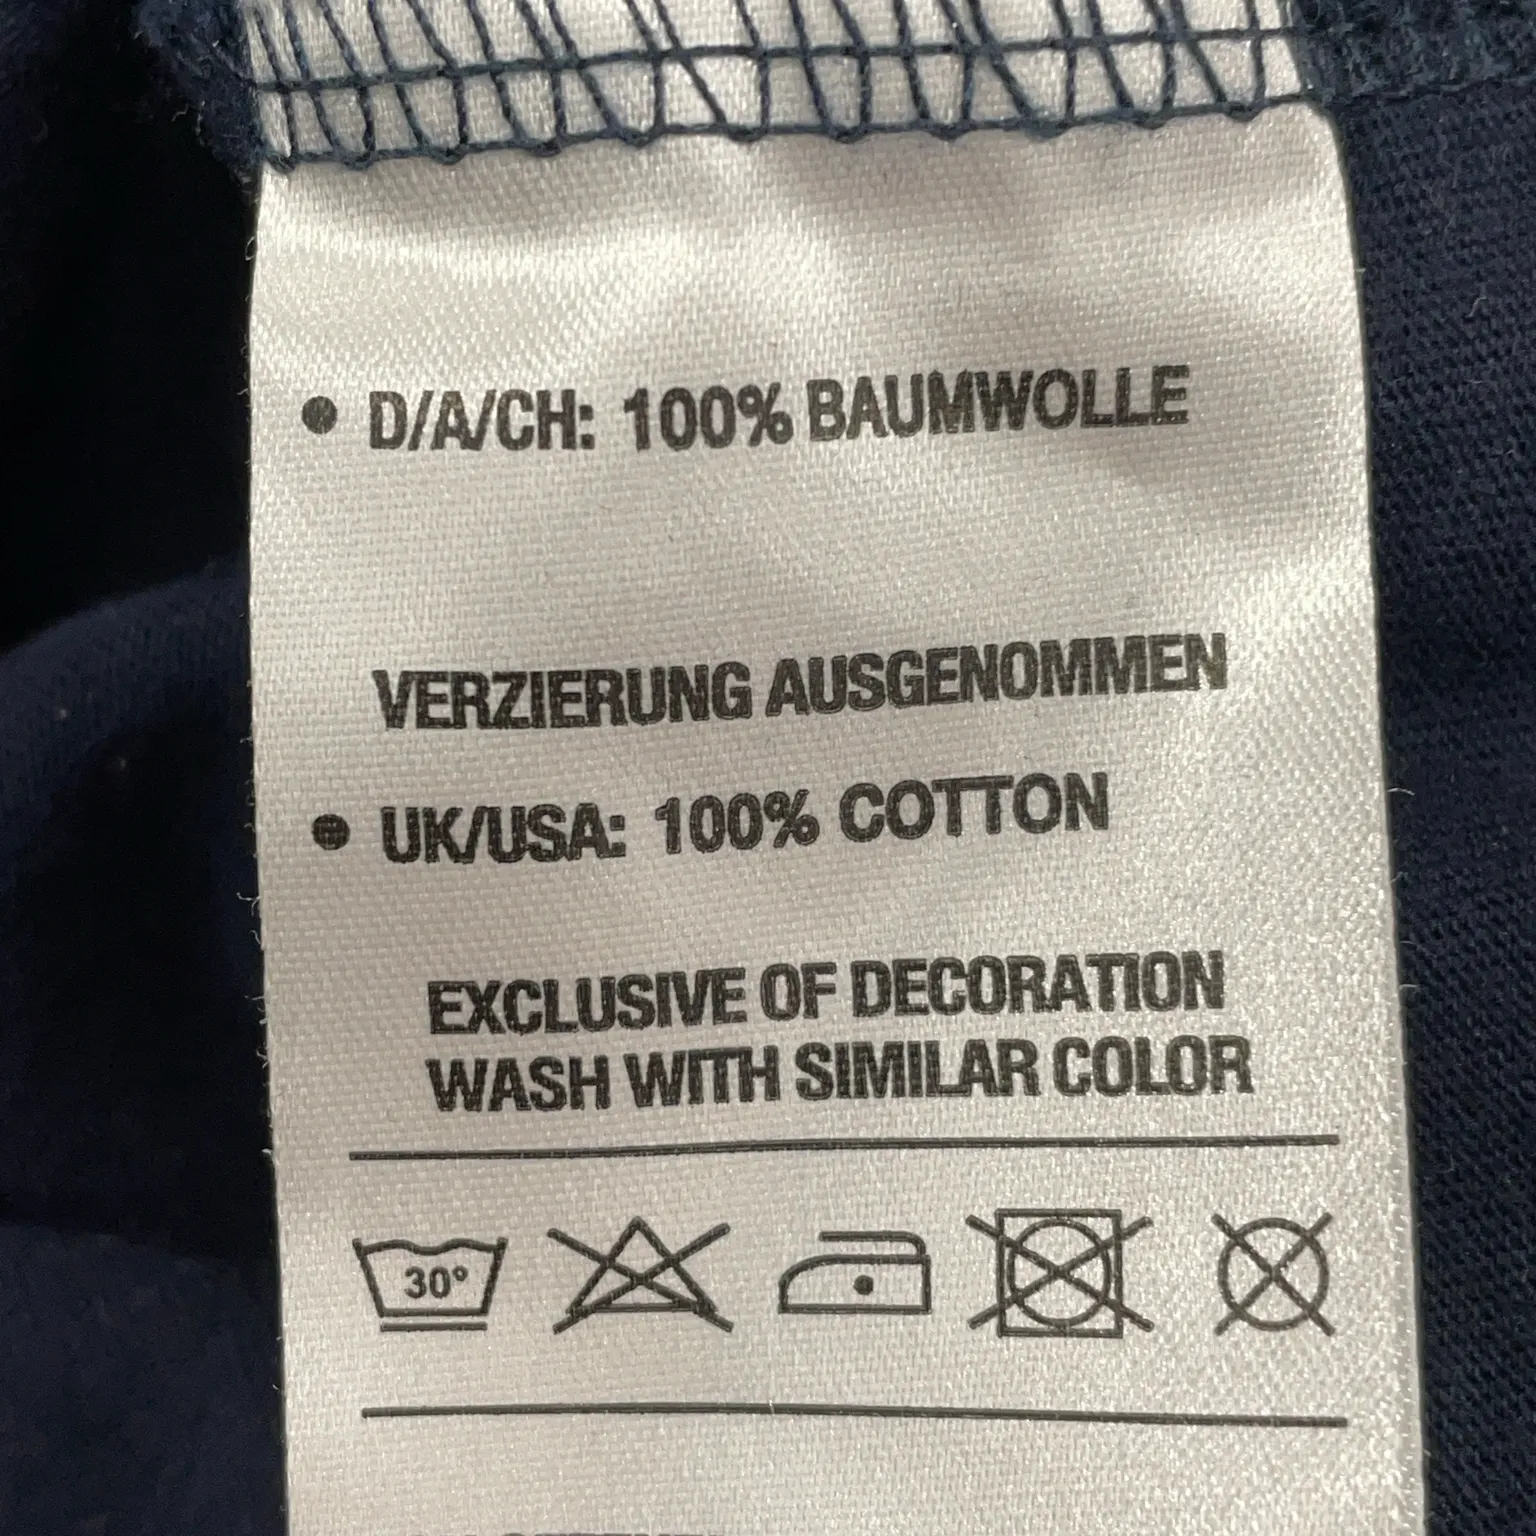 • D/A/CH: 100% BAUMWOLLE
VERZIERUNG AUSGENOMMEN
• UK/USA: 100% COTTON
EXCLUSIVE OF DECORATION
WASH WITH SIMILAR COLOR
30°